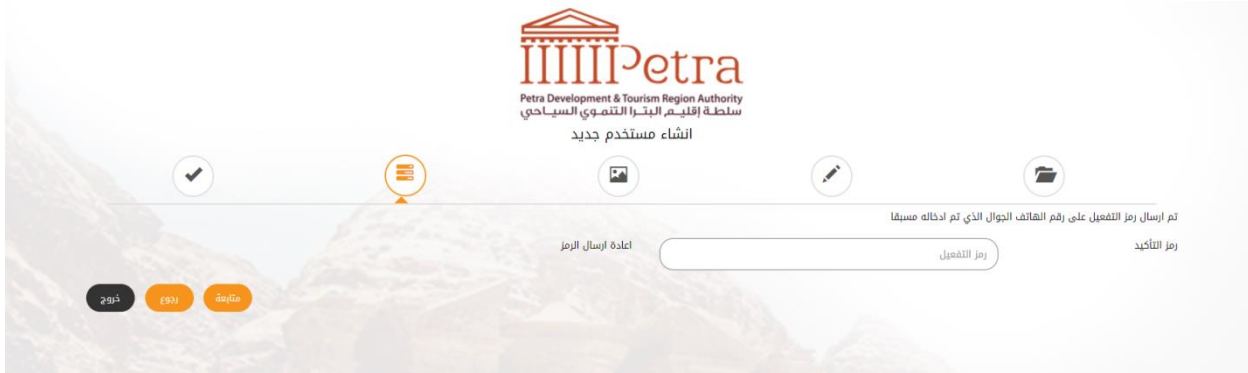 Petra
Petra Development & Tourism Region Authority
سلطة إقليم البترا التنموي السياحي
انشاء مستخدم جديد
تم ارسال رمز التفعيل على رقم الهاتف الجوال الذي تم ادخاله مسبقا
رمز التأكيد
رمز التفعيل
اعادة ارسال الرمز
متابعة
رجوع
خروج